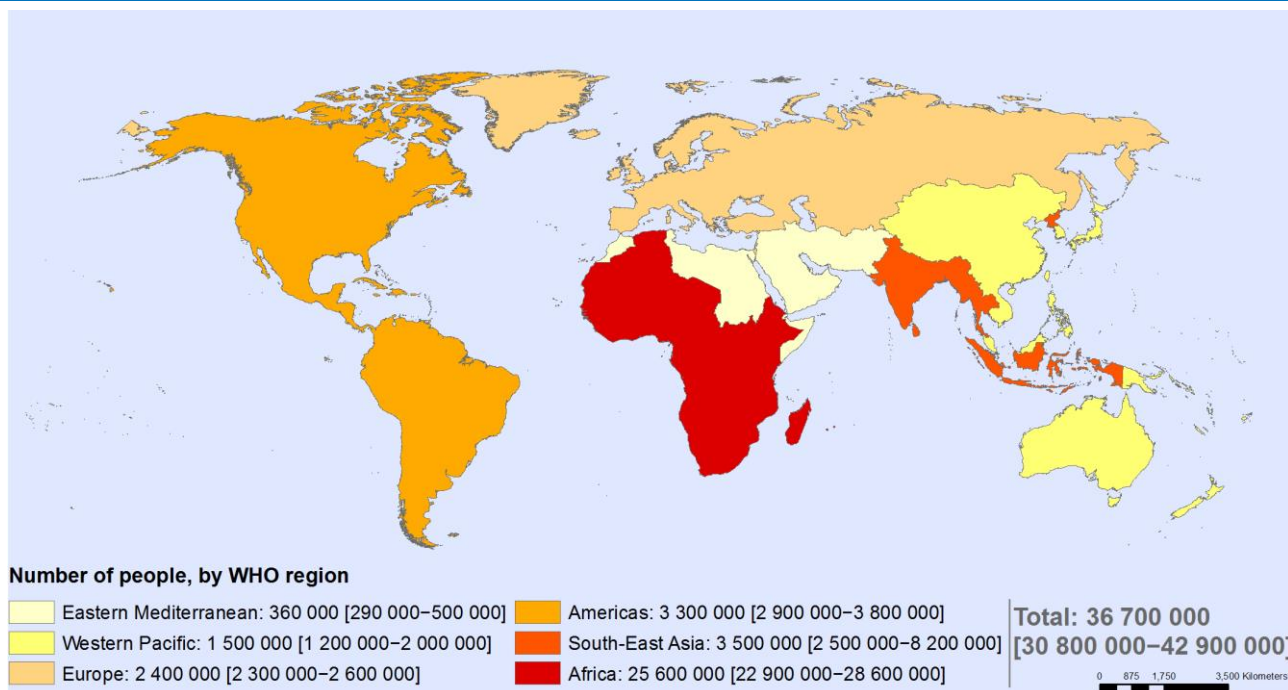 Number of people, by WHO region
Eastern Mediterranean: 360 000 [290 000–500 000]
Western Pacific: 1 500 000 [1 200 000–2 000 000]
Europe: 2 400 000 [2 300 000–2 600 000]
Americas: 3 300 000 [2 900 000–3 800 000]
South-East Asia: 3 500 000 [2 500 000–8 200 000]
Africa: 25 600 000 [22 900 000–28 600 000]
Total: 36 700 000
[30 800 000–42 900 000]
0 875 1,750 3,500 Kilometers